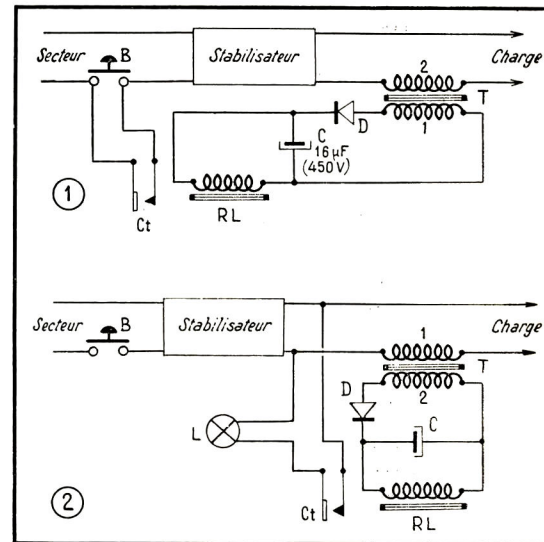 Secteur B Stabilisateur 2 Charge
T
D 1
C
16 µF
(450 V)
1 Ct RL
Secteur B Stabilisateur 1 Charge
T
D 2
L C
2 Ct RL